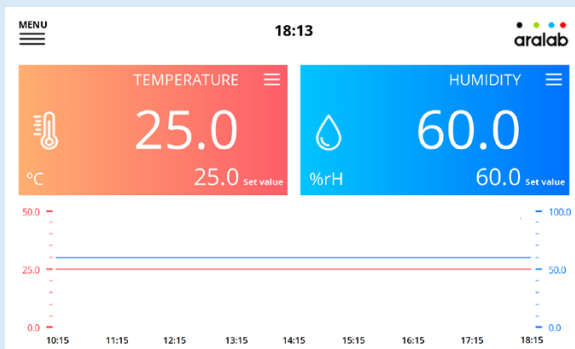 MENU
18:13
aralab
TEMPERATURE
25.0
°C
25.0 Set value
HUMIDITY
60.0
%rH
60.0 Set value
50.0
25.0
0.0
100.0
50.0
0.0
10:15 11:15 12:15 13:15 14:15 15:15 16:15 17:15 18:15